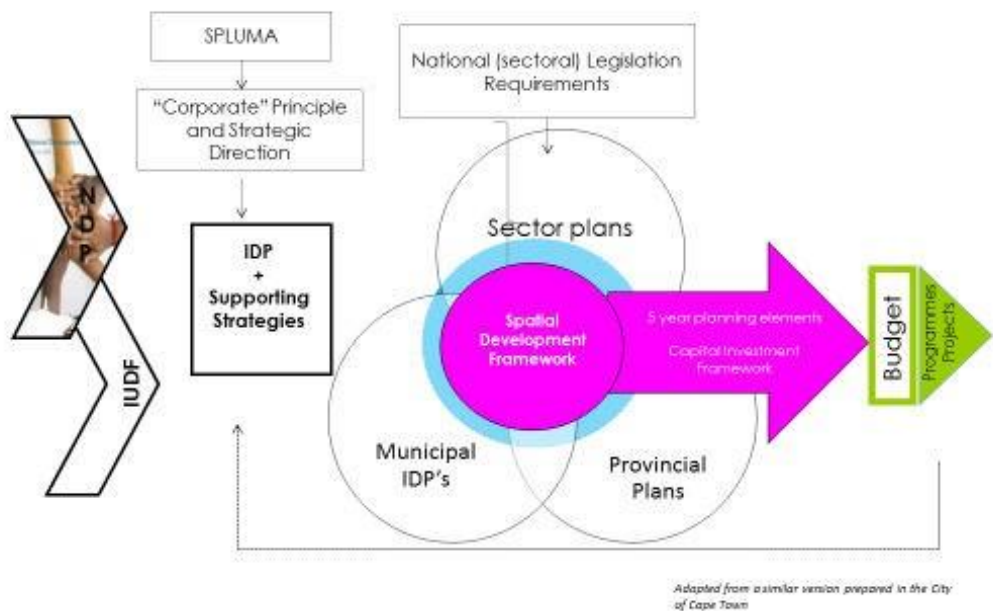 SPLUMA
"Corporate" Principle
and Strategic
Direction
National (sectoral) Legislation
Requirements
NDP
IUDF
IDP
+
Supporting
Strategies
Sector plans
Spatial
Development
Framework
5 year planning elements
Capital Investment
Framework
Budget
Programmes
Projects
Municipal
IDP's
Provincial
Plans
Adapted from a similar version prepared in the City
of Cape Town